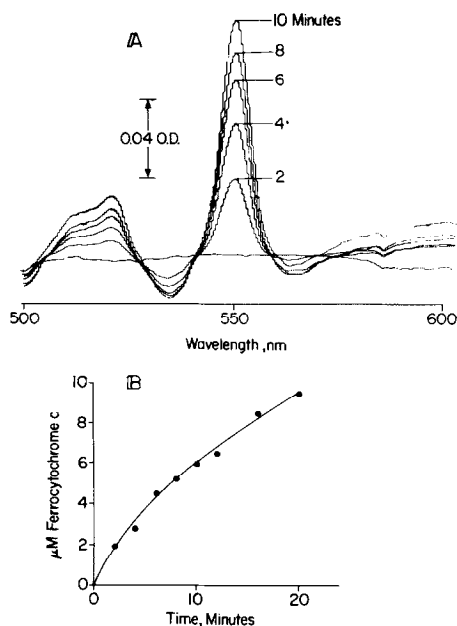 A
10 Minutes
8
6
4
2
0.04 O.D.
500
550
600
Wavelength, nm
B
10
8
6
4
2
0
μM Ferrocytochrome c
0
10
20
Time, Minutes